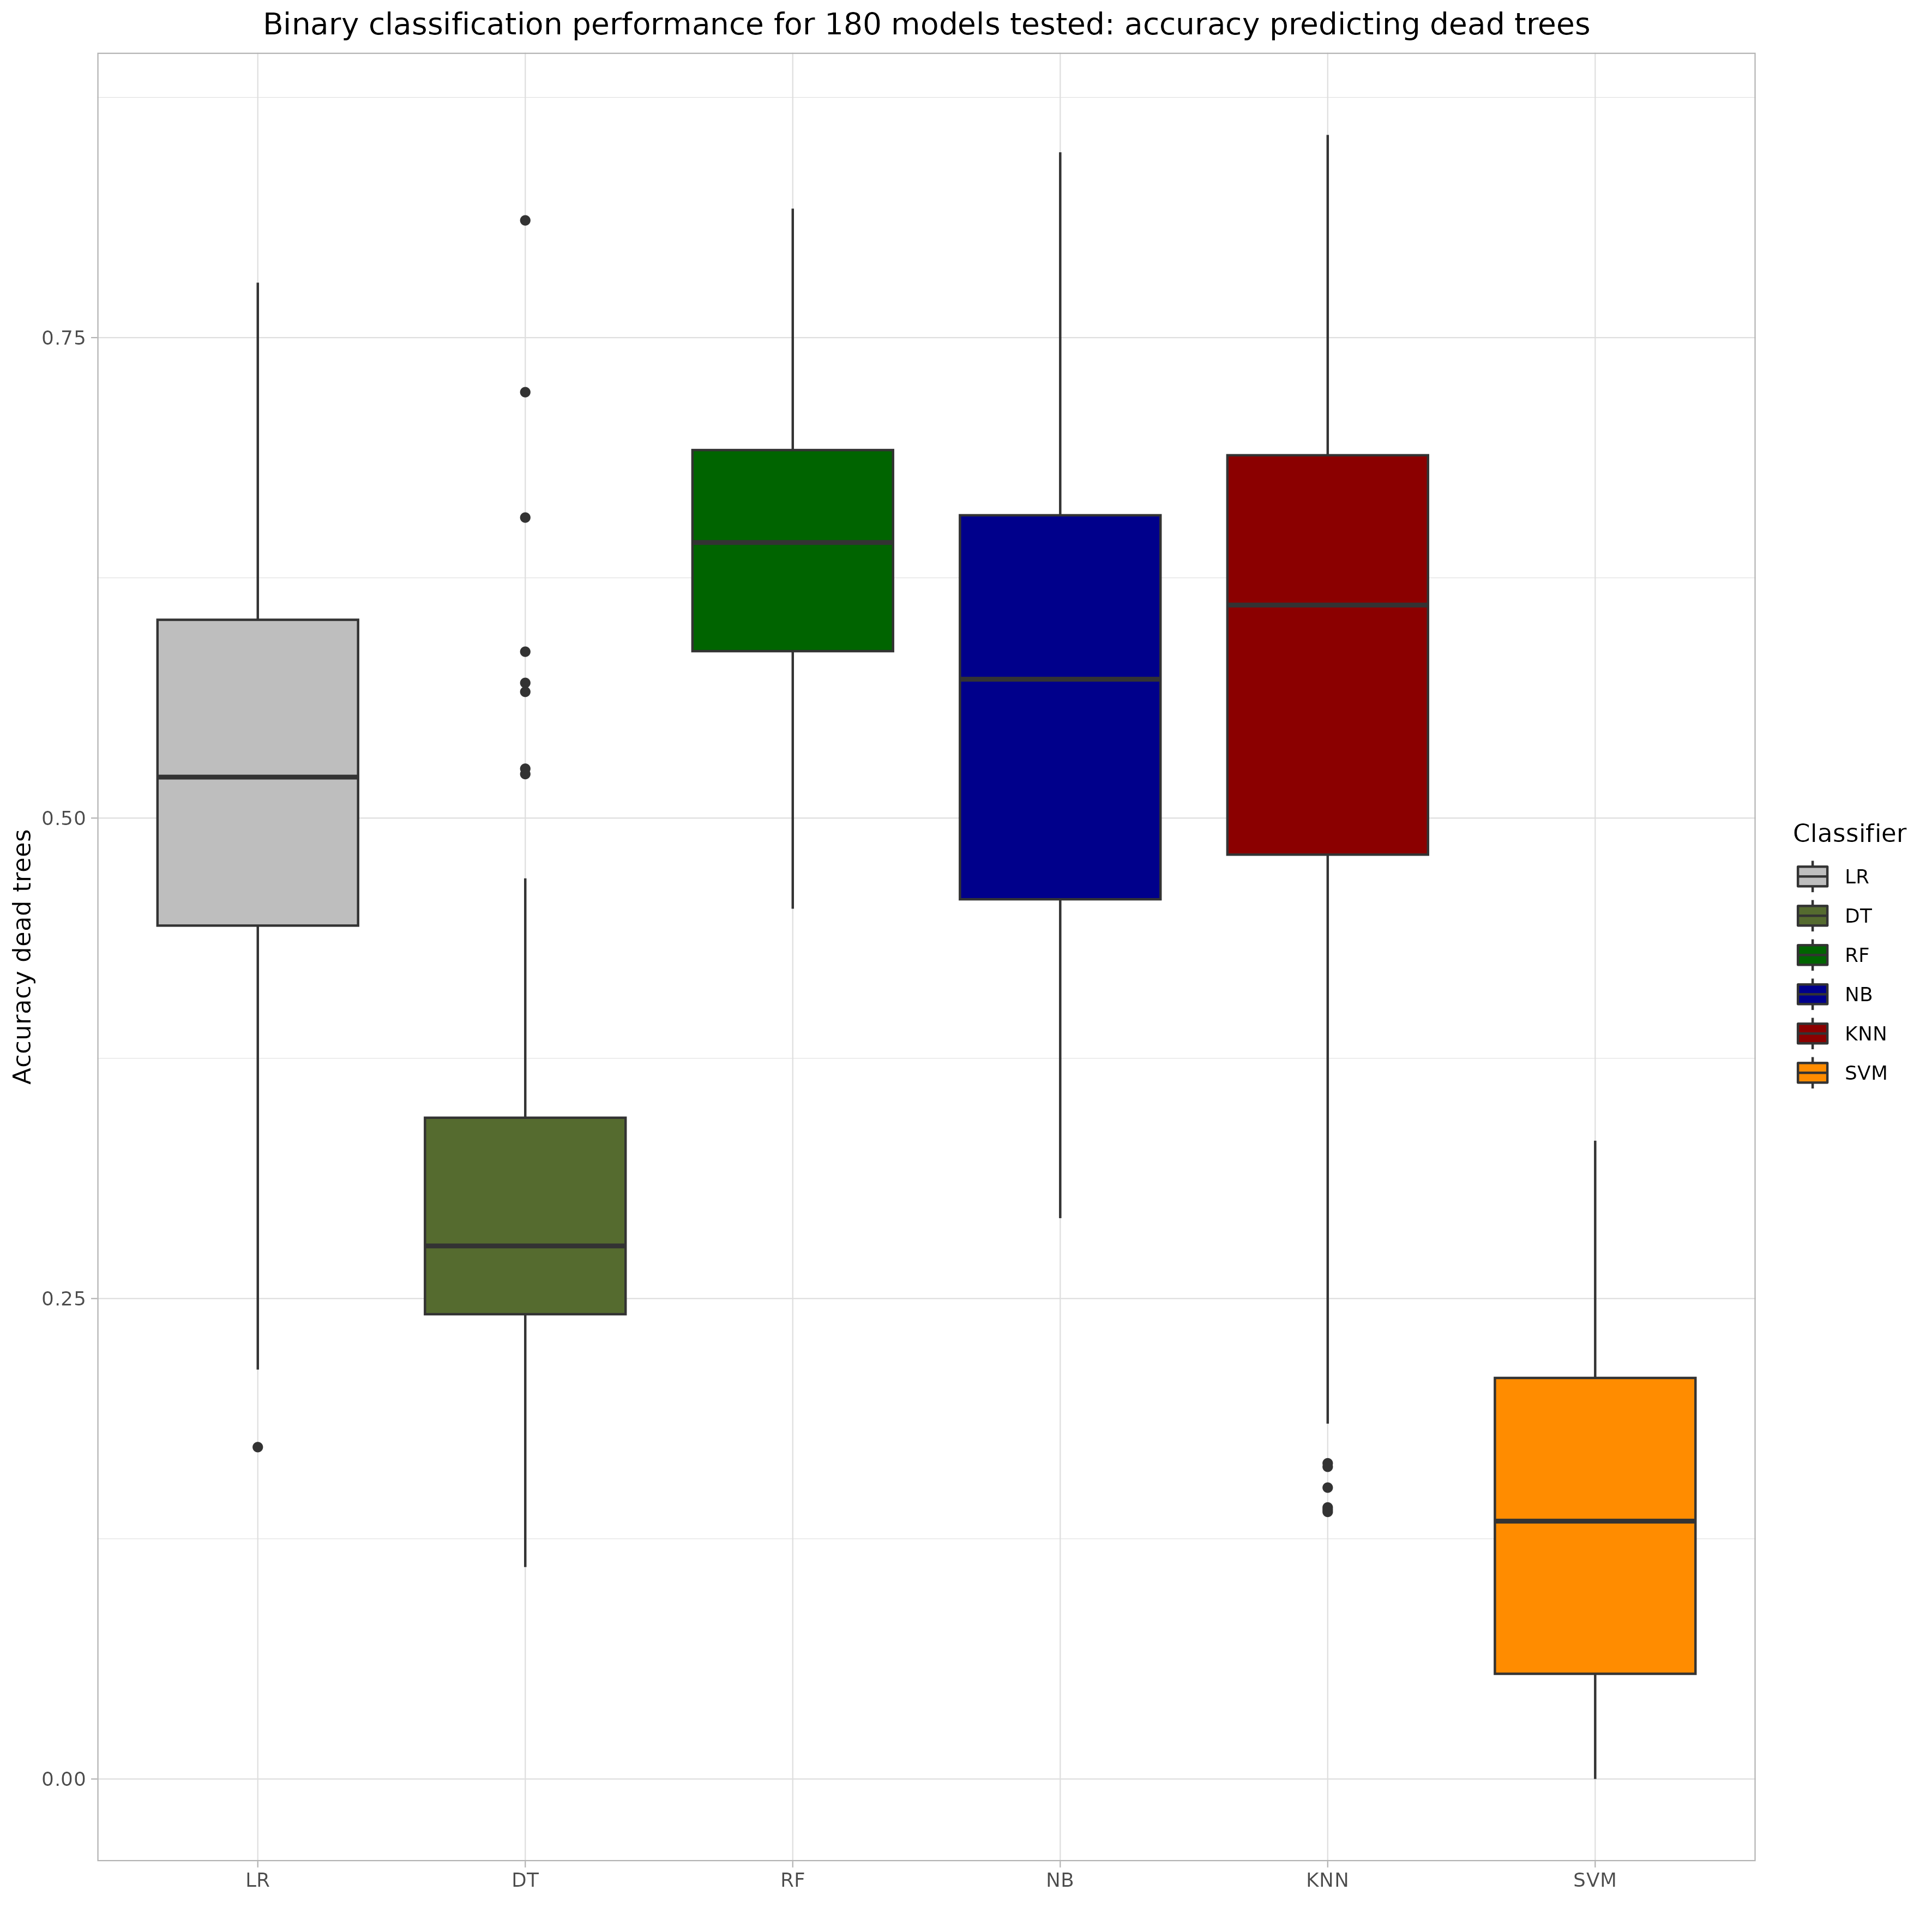 Binary classification performance for 180 models tested: accuracy predicting dead trees
Accuracy dead trees
0.75
0.50
0.25
0.00
LR
DT
RF
NB
KNN
SVM
Classifier
LR
DT
RF
NB
KNN
SVM